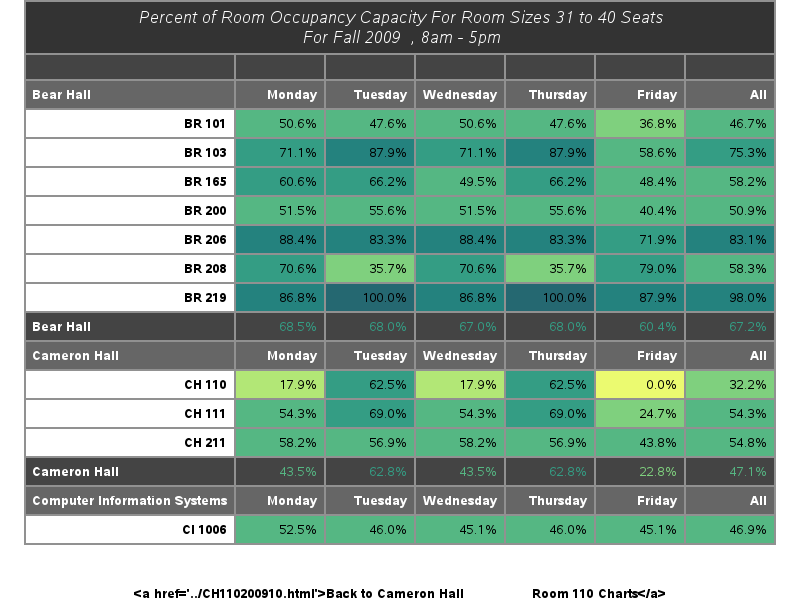 Percent of Room Occupancy Capacity For Room Sizes 31 to 40 Seats
For Fall 2009 , 8am - 5pm
Bear Hall Monday Tuesday Wednesday Thursday Friday All
BR 101 50.6% 47.6% 50.6% 47.6% 36.8% 46.7%
BR 103 71.1% 87.9% 71.1% 87.9% 58.6% 75.3%
BR 165 60.6% 66.2% 49.5% 66.2% 48.4% 58.2%
BR 200 51.5% 55.6% 51.5% 55.6% 40.4% 50.9%
BR 206 88.4% 83.3% 88.4% 83.3% 71.9% 83.1%
BR 208 70.6% 35.7% 70.6% 35.7% 79.0% 58.3%
BR 219 86.8% 100.0% 86.8% 100.0% 87.9% 98.0%
Bear Hall 68.5% 68.0% 67.0% 68.0% 60.4% 67.2%
Cameron Hall Monday Tuesday Wednesday Thursday Friday All
CH 110 17.9% 62.5% 17.9% 62.5% 0.0% 32.2%
CH 111 54.3% 69.0% 54.3% 69.0% 24.7% 54.3%
CH 211 58.2% 56.9% 58.2% 56.9% 43.8% 54.8%
Cameron Hall 43.5% 62.8% 43.5% 62.8% 22.8% 47.1%
Computer Information Systems Monday Tuesday Wednesday Thursday Friday All
CI 1006 52.5% 46.0% 45.1% 46.0% 45.1% 46.9%
<a href='../CH110200910.html'>Back to Cameron Hall Room 110 Charts</a>